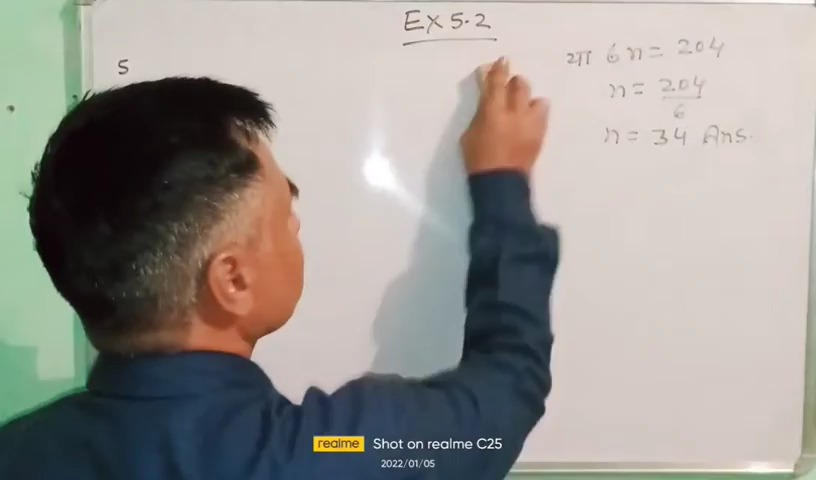 Ex 5.2
5
या 6n = 204
n = 204/6
n = 34 Ans.
realme Shot on realme C25
2022/01/05